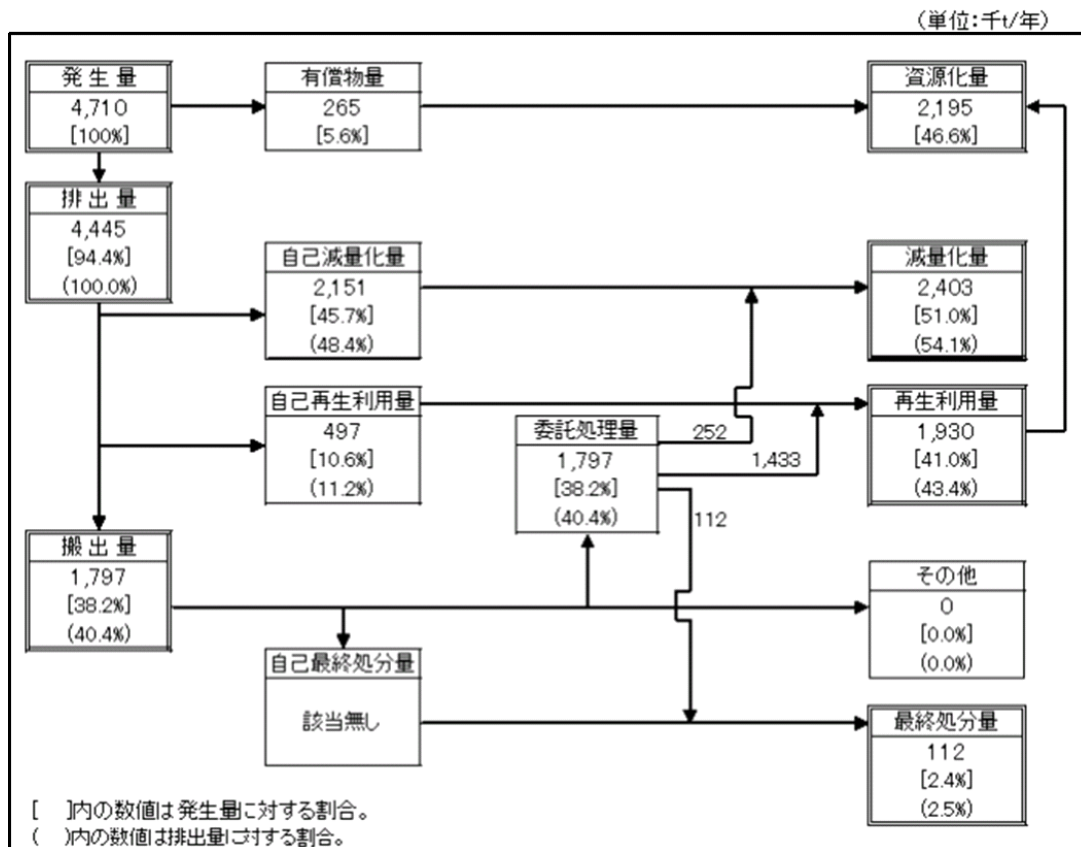 （単位:千t/年）
発生量
4,710
[100%]
有償物量
265
[5.6%]
資源化量
2,195
[46.6%]
排出量
4,445
[94.4%]
(100.0%)
自己減量化量
2,151
[45.7%]
(48.4%)
減量化量
2,403
[51.0%]
(54.1%)
自己再生利用量
497
[10.6%]
(11.2%)
委託処理量
1,797
[38.2%]
(40.4%)
252
1,433
112
再生利用量
1,930
[41.0%]
(43.4%)
搬出量
1,797
[38.2%]
(40.4%)
その他
0
[0.0%]
(0.0%)
自己最終処分量
該当無し
最終処分量
112
[2.4%]
(2.5%)
[　]内の数値は発生量に対する割合。
(　)内の数値は排出量に対する割合。